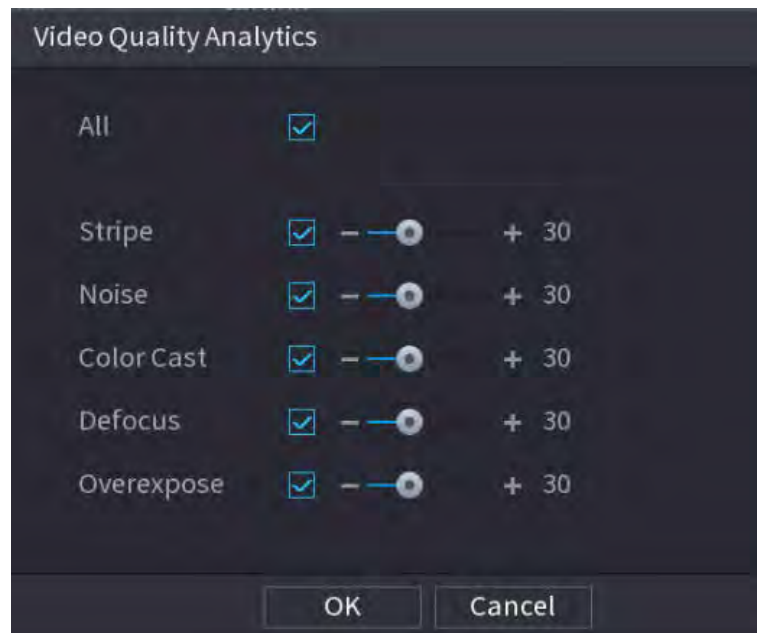 Video Quality Analytics
All
Stripe - + 30
Noise - + 30
Color Cast - + 30
Defocus - + 30
Overexpose - + 30
OK Cancel